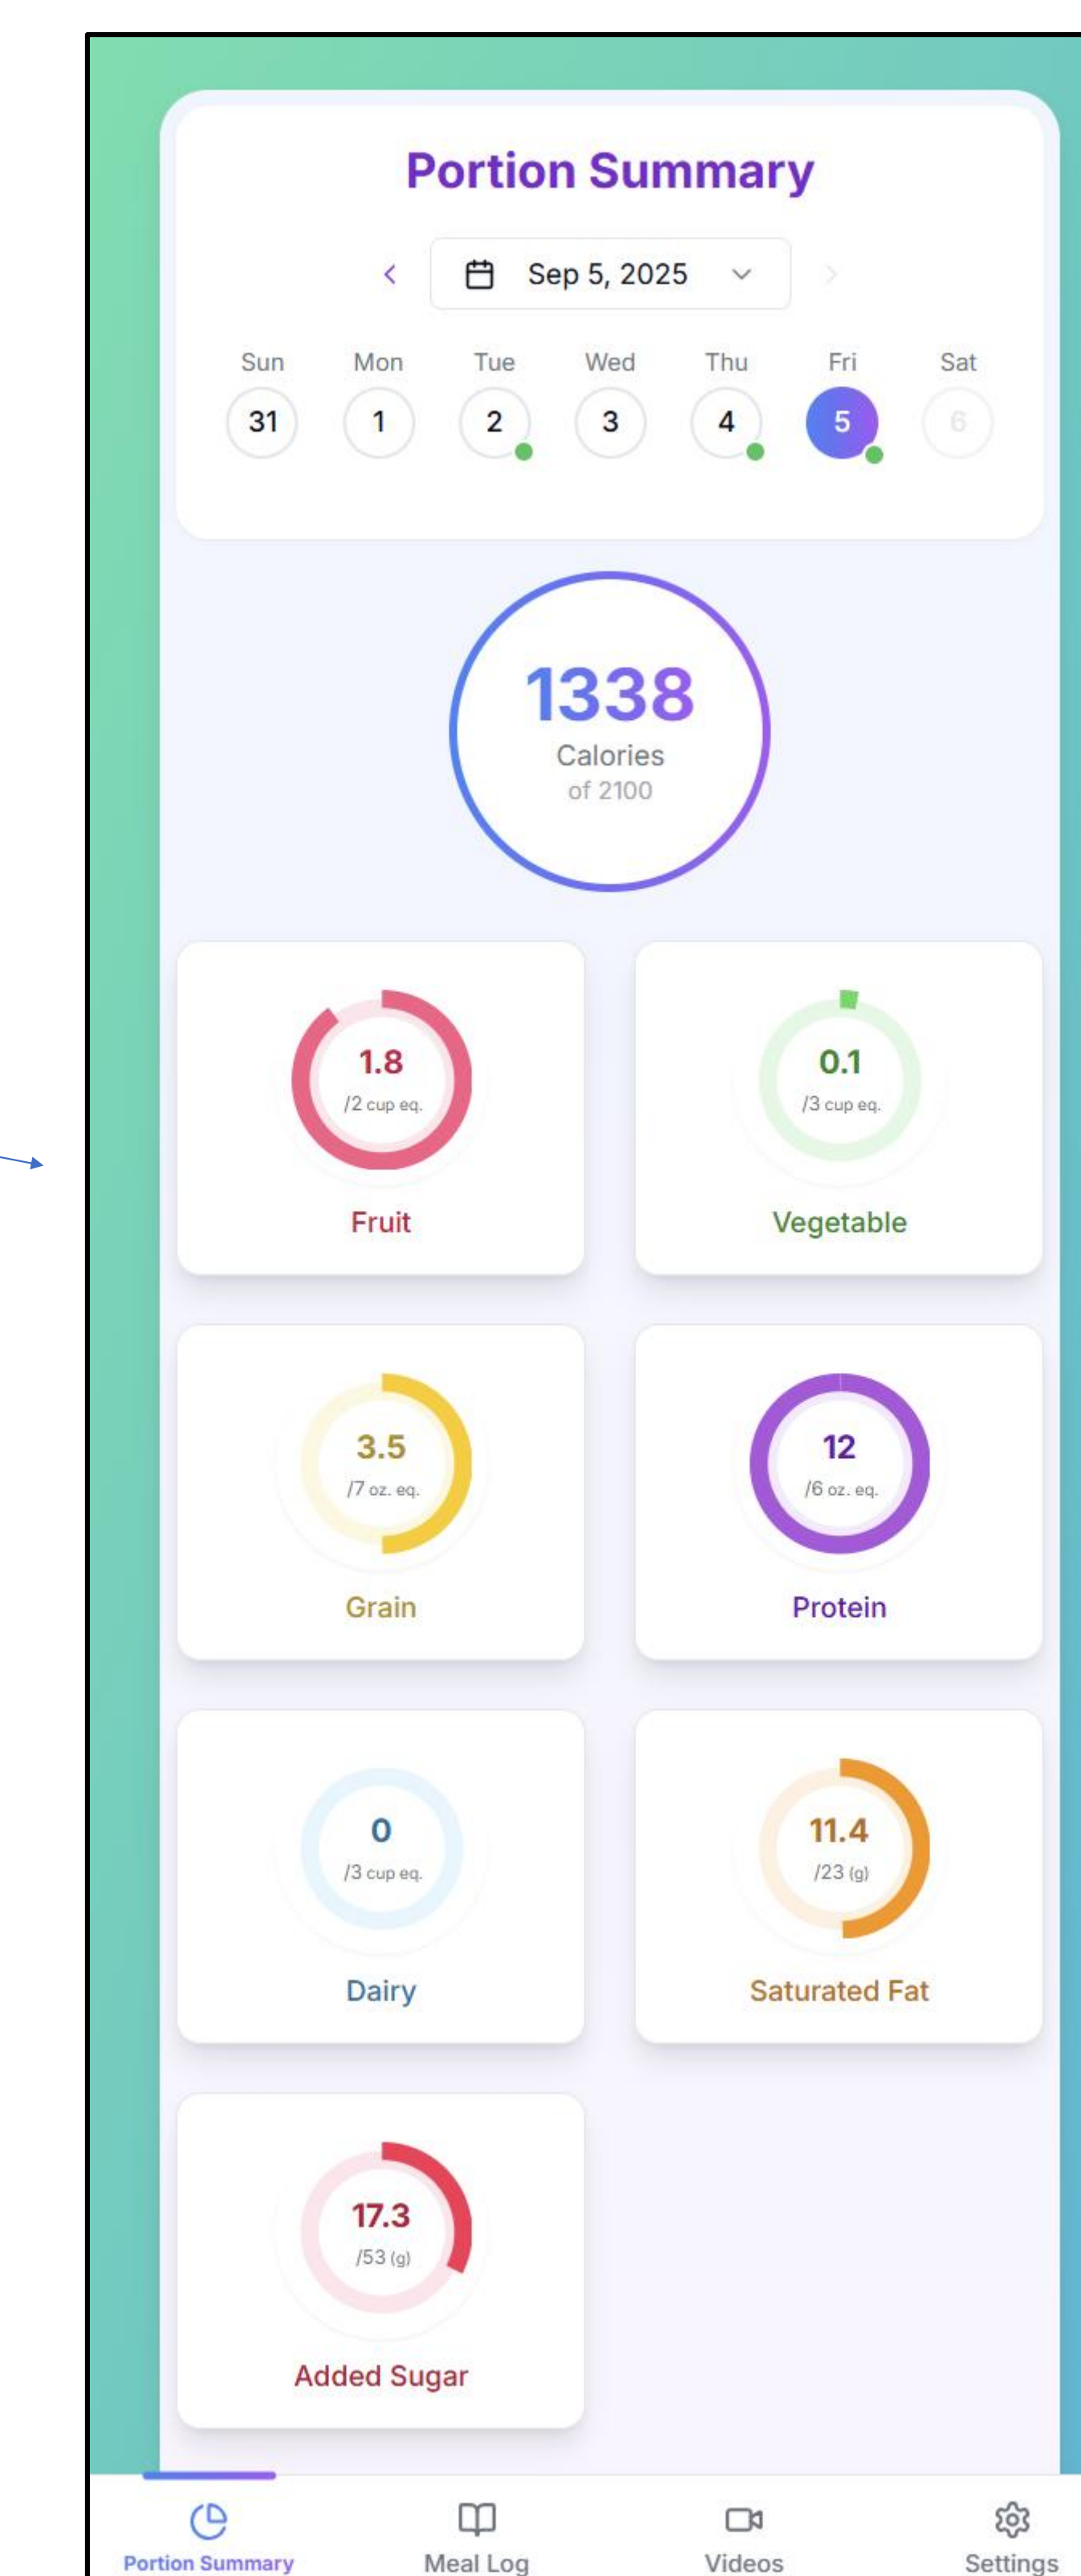 Portion Summary
Sep 5, 2025
Sun Mon Tue Wed Thu Fri Sat
31 1 2 3 4 5 6
1338
Calories
of 2100
1.8
/2 cup eq.
Fruit
0.1
/3 cup eq.
Vegetable
3.5
/7 oz. eq.
Grain
12
/6 oz. eq.
Protein
0
/3 cup eq.
Dairy
11.4
/23 (g)
Saturated Fat
17.3
/53 (g)
Added Sugar
Portion Summary Meal Log Videos Settings